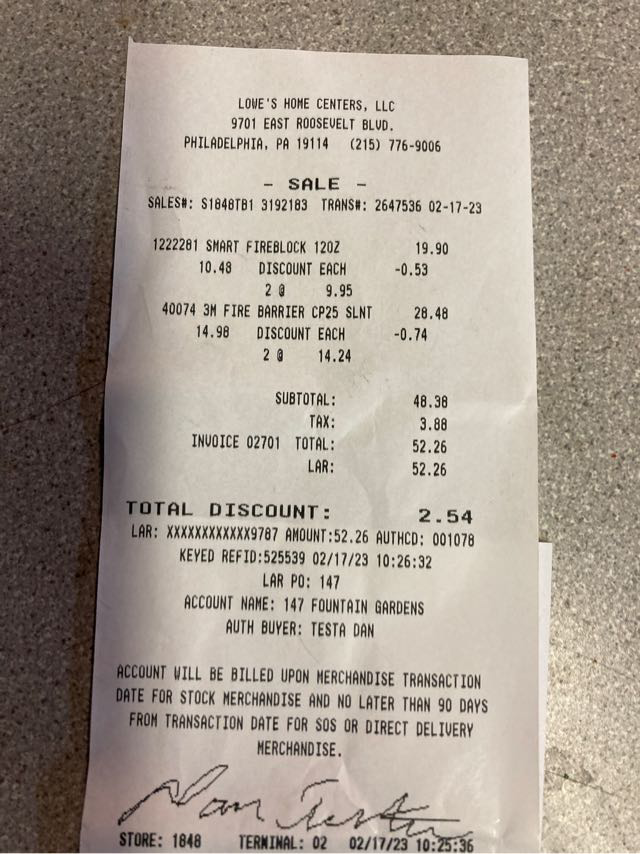 LOWE'S HOME CENTERS, LLC
9701 EAST ROOSEVELT BLVD.
PHILADELPHIA, PA 19114 (215) 776-9006
- SALE -
SALES#: S1848TB1 3192183 TRANS#: 2647536 02-17-23
1222281 SMART FIREBLOCK 12OZ 19.90
10.48 DISCOUNT EACH -0.53
2 @ 9.95
40074 3M FIRE BARRIER CP25 SLNT 28.48
14.98 DISCOUNT EACH -0.74
2 @ 14.24
SUBTOTAL: 48.38
TAX: 3.88
INVOICE 02701 TOTAL: 52.26
LAR: 52.26
TOTAL DISCOUNT: 2.54
LAR: XXXXXXXXXXXX9787 AMOUNT:52.26 AUTHCD: 001078
KEYED REFID:525539 02/17/23 10:26:32
LAR PO: 147
ACCOUNT NAME: 147 FOUNTAIN GARDENS
AUTH BUYER: TESTA DAN
ACCOUNT WILL BE BILLED UPON MERCHANDISE TRANSACTION
DATE FOR STOCK MERCHANDISE AND NO LATER THAN 90 DAYS
FROM TRANSACTION DATE FOR SOS OR DIRECT DELIVERY
MERCHANDISE.
Dan Testa
STORE: 1848 TERMINAL: 02 02/17/23 10:25:36